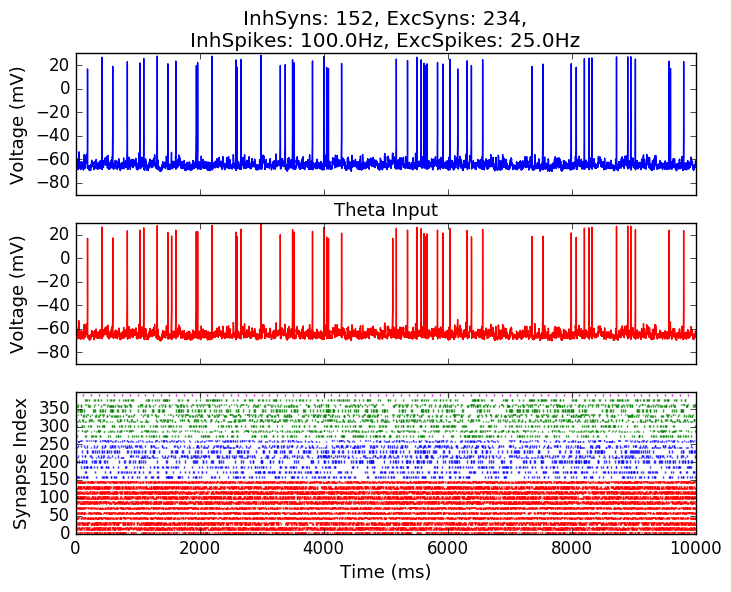 InhSyns: 152, ExcSyns: 234,
InhSpikes: 100.0Hz, ExcSpikes: 25.0Hz
20
0
−20
−40
−60
−80
Voltage (mV)
Theta Input
20
0
−20
−40
−60
−80
Voltage (mV)
350
300
250
200
150
100
50
0
Synapse Index
0 2000 4000 6000 8000 10000
Time (ms)